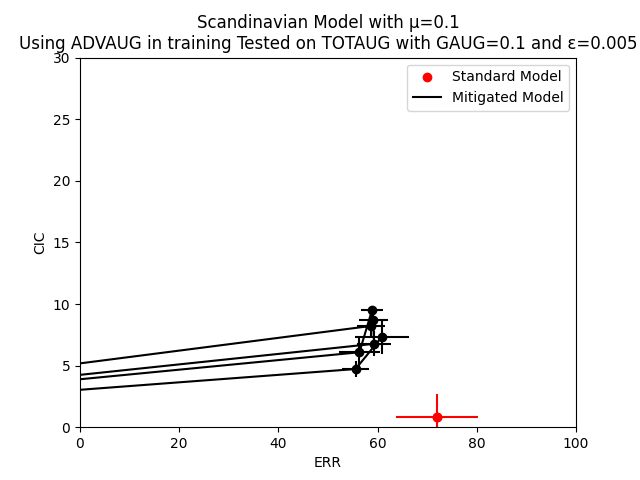 Scandinavian Model with μ=0.1
Using ADVAUG in training Tested on TOTAUG with GAUG=0.1 and ε=0.005
30
25
20
15
10
5
0
CIC
Standard Model
Mitigated Model
0 20 40 60 80 100
ERR